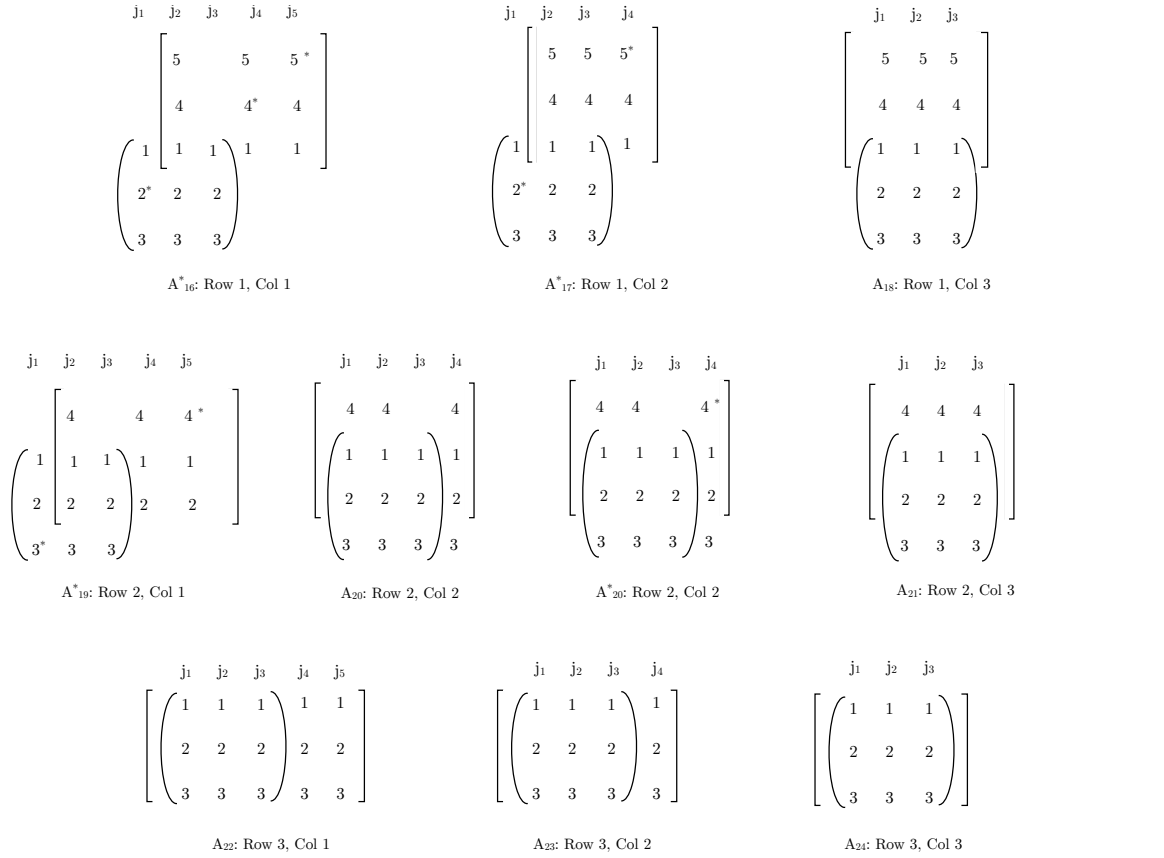 j₁ j₂ j₃ j₄ j₅
5 5 5*
4 4* 4
1 1 1 1 1
2* 2 2
3 3 3
A*₁₆: Row 1, Col 1
j₁ j₂ j₃ j₄
5 5 5*
4 4 4
1 1 1 1
2* 2 2
3 3 3
A*₁₇: Row 1, Col 2
j₁ j₂ j₃
5 5 5
4 4 4
1 1 1
2 2 2
3 3 3
A₁₈: Row 1, Col 3
j₁ j₂ j₃ j₄ j₅
4 4 4*
1 1 1 1 1
2 2 2 2 2
3* 3 3
A*₁₉: Row 2, Col 1
j₁ j₂ j₃ j₄
4 4 4
1 1 1 1
2 2 2 2
3 3 3 3
A₂₀: Row 2, Col 2
j₁ j₂ j₃ j₄
4 4 4*
1 1 1 1
2 2 2 2
3 3 3 3
A*₂₀: Row 2, Col 2
j₁ j₂ j₃
4 4 4
1 1 1
2 2 2
3 3 3
A₂₁: Row 2, Col 3
j₁ j₂ j₃ j₄ j₅
1 1 1 1 1
2 2 2 2 2
3 3 3 3 3
A₂₂: Row 3, Col 1
j₁ j₂ j₃ j₄
1 1 1 1
2 2 2 2
3 3 3 3
A₂₃: Row 3, Col 2
j₁ j₂ j₃
1 1 1
2 2 2
3 3 3
A₂₄: Row 3, Col 3